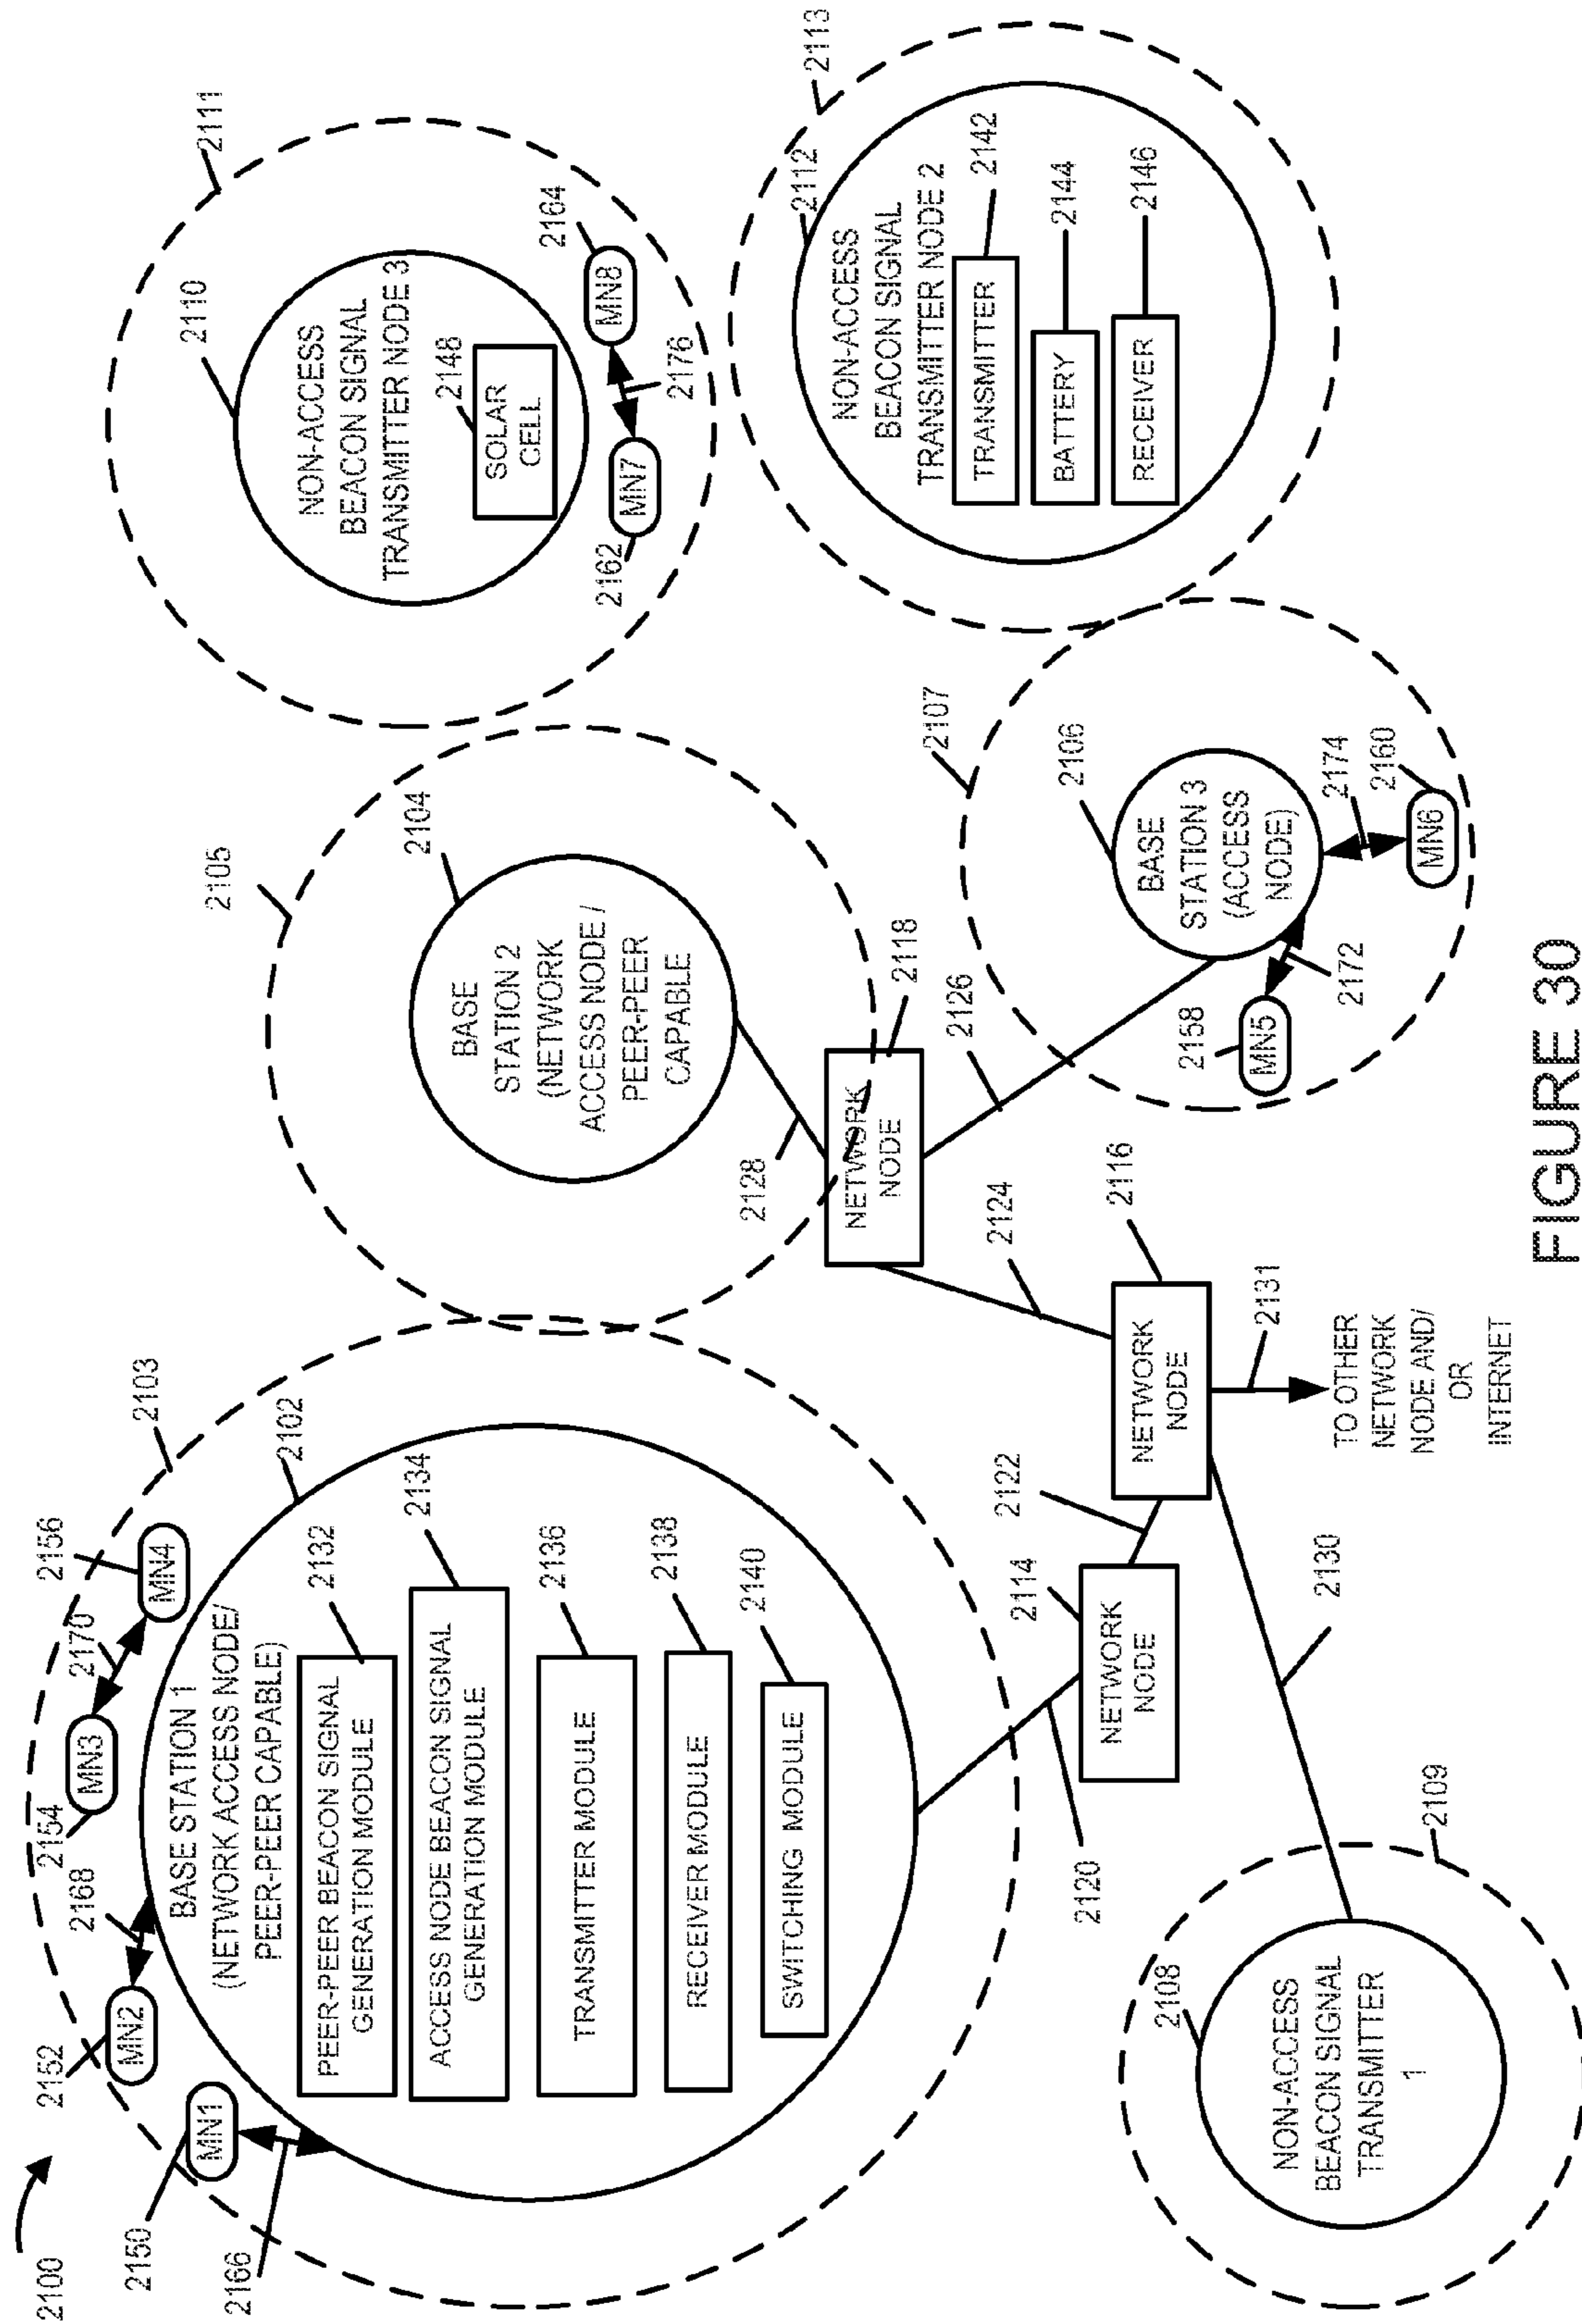 2100
2150
2166
2152
2168
2154
2170
2156
2103
2102
MN1
MN2
MN3
MN4
BASE STATION 1
(NETWORK ACCESS NODE/
PEER-PEER CAPABLE)
PEER-PEER BEACON SIGNAL
GENERATION MODULE
2132
ACCESS NODE BEACON SIGNAL
GENERATION MODULE
2134
TRANSMITTER MODULE
2136
RECEIVER MODULE
2138
SWITCHING MODULE
2140
2105
2104
BASE
STATION 2
(NETWORK
ACCESS NODE /
PEER-PEER
CAPABLE)
2111
2110
NON-ACCESS
BEACON SIGNAL
TRANSMITTER NODE 3
2148
SOLAR
CELL
2162
MN7
2176
MN8
2164
2113
2112
NON-ACCESS
BEACON SIGNAL
TRANSMITTER NODE 2
TRANSMITTER
2142
BATTERY
2144
RECEIVER
2146
2128
NETWORK
NODE
2118
2126
2124
2107
2106
BASE
STATION 3
(ACCESS
NODE)
2158
MN5
2172
2174
MN6
2160
2120
2114
NETWORK
NODE
2122
NETWORK
NODE
2116
2131
TO OTHER
NETWORK
NODE AND/
OR
INTERNET
2130
2108
2109
NON-ACCESS
BEACON SIGNAL
TRANSMITTER
1
FIGURE 30